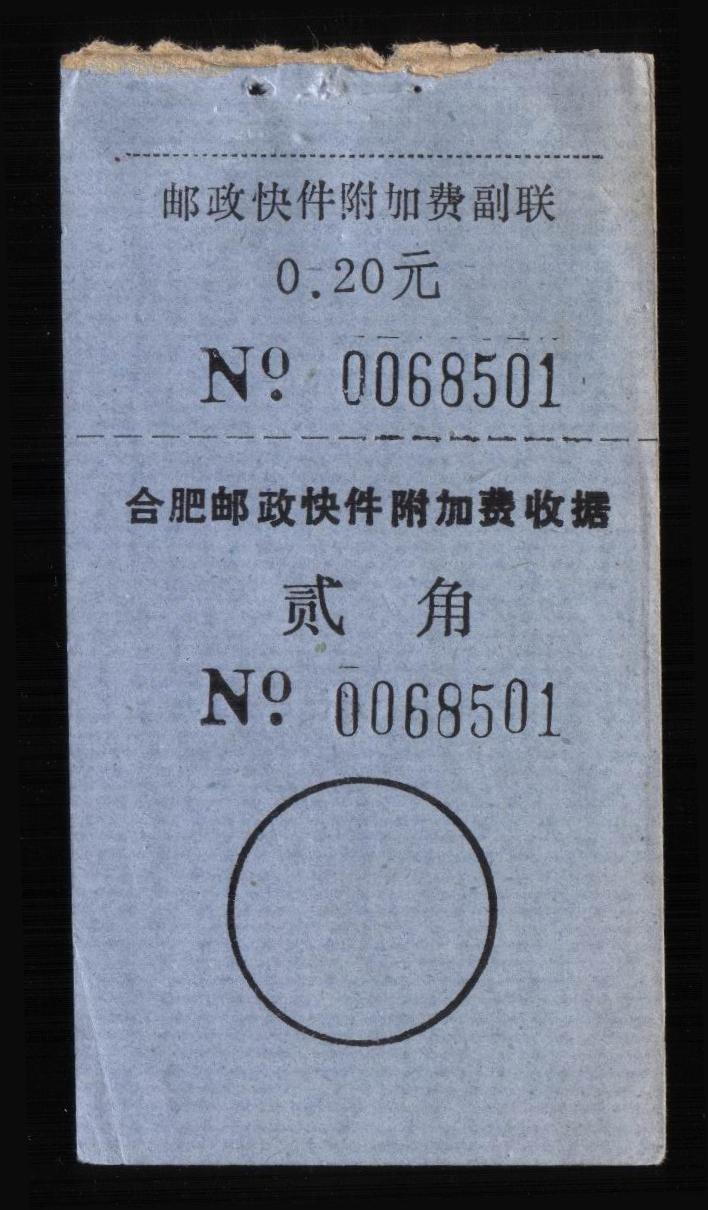 邮政快件附加费副联
0.20元
Nº 0068501
合肥邮政快件附加费收据
贰 角
Nº 0068501